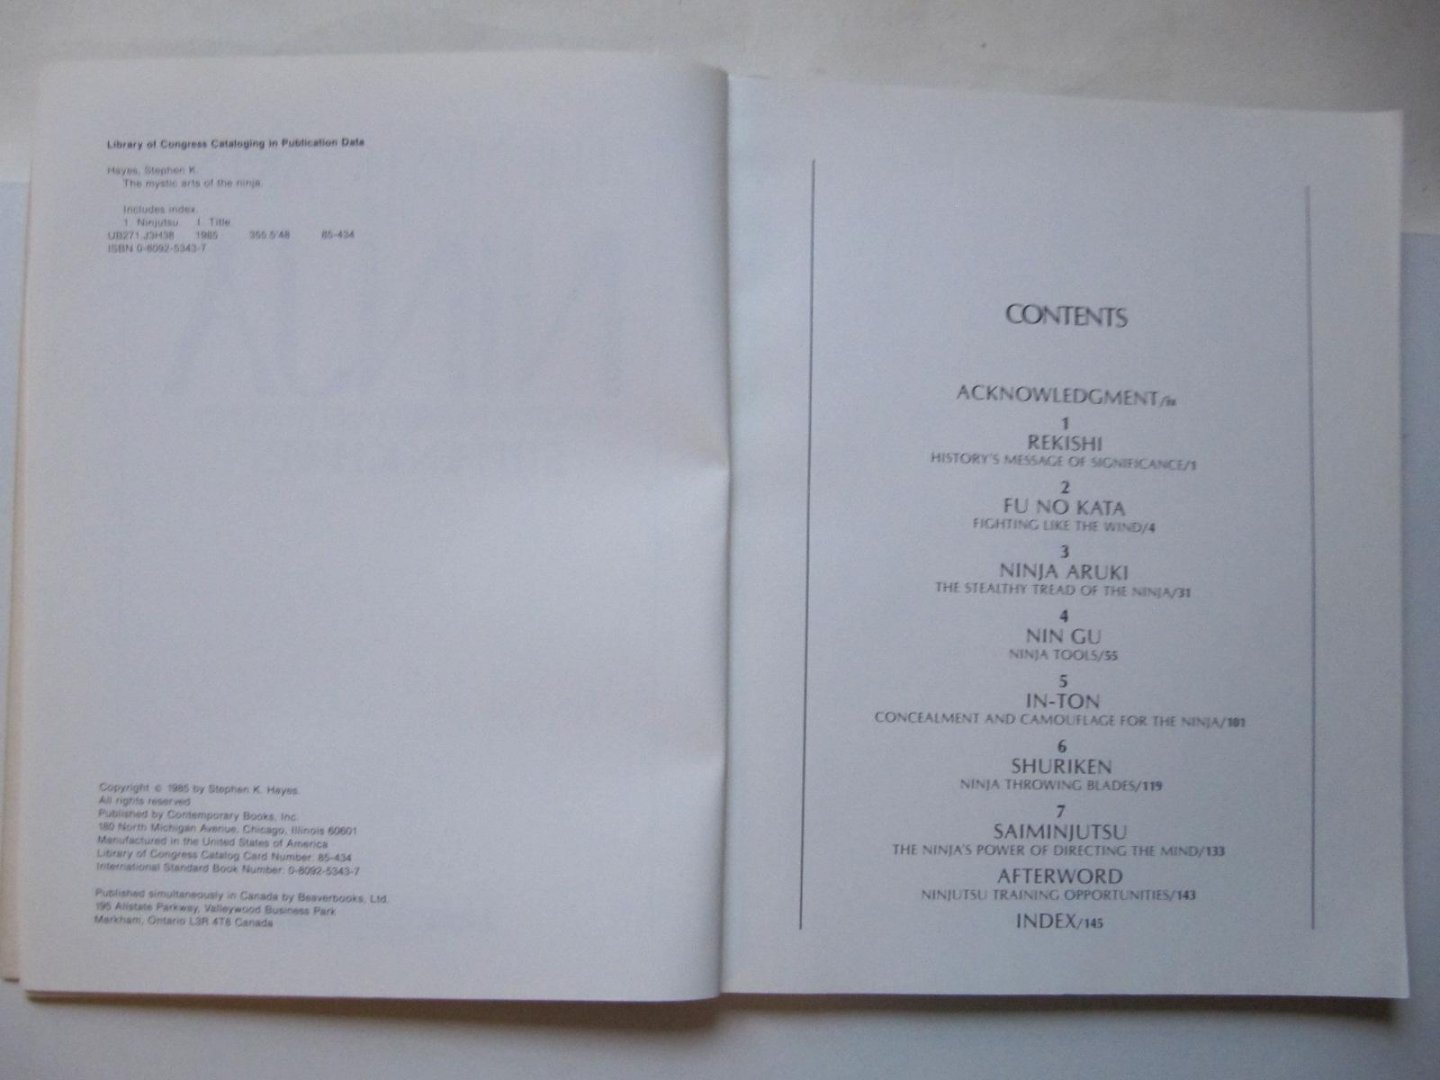 Library of Congress Cataloging in Publication Data
Hayes, Stephen K.
The mystic arts of the ninja.
Includes index.
1. Ninjutsu I. Title.
UB271.J3H38 1985 355.5'48 85-434
ISBN 0-8092-5343-7
Copyright © 1985 by Stephen K. Hayes
All rights reserved
Published by Contemporary Books, Inc.
180 North Michigan Avenue, Chicago, Illinois 60601
Manufactured in the United States of America
Library of Congress Catalog Card Number: 85-434
International Standard Book Number: 0-8092-5343-7
Published simultaneously in Canada by Beaverbooks, Ltd.
195 Allstate Parkway, Valleywood Business Park
Markham, Ontario L3R 4T8 Canada
CONTENTS
ACKNOWLEDGMENT/ix
1
REKISHI
HISTORY'S MESSAGE OF SIGNIFICANCE/1
2
FU NO KATA
FIGHTING LIKE THE WIND/4
3
NINJA ARUKI
THE STEALTHY TREAD OF THE NINJA/31
4
NIN GU
NINJA TOOLS/55
5
IN-TON
CONCEALMENT AND CAMOUFLAGE FOR THE NINJA/101
6
SHURIKEN
NINJA THROWING BLADES/119
7
SAIMINJUTSU
THE NINJA'S POWER OF DIRECTING THE MIND/133
AFTERWORD
NINJUTSU TRAINING OPPORTUNITIES/143
INDEX/145